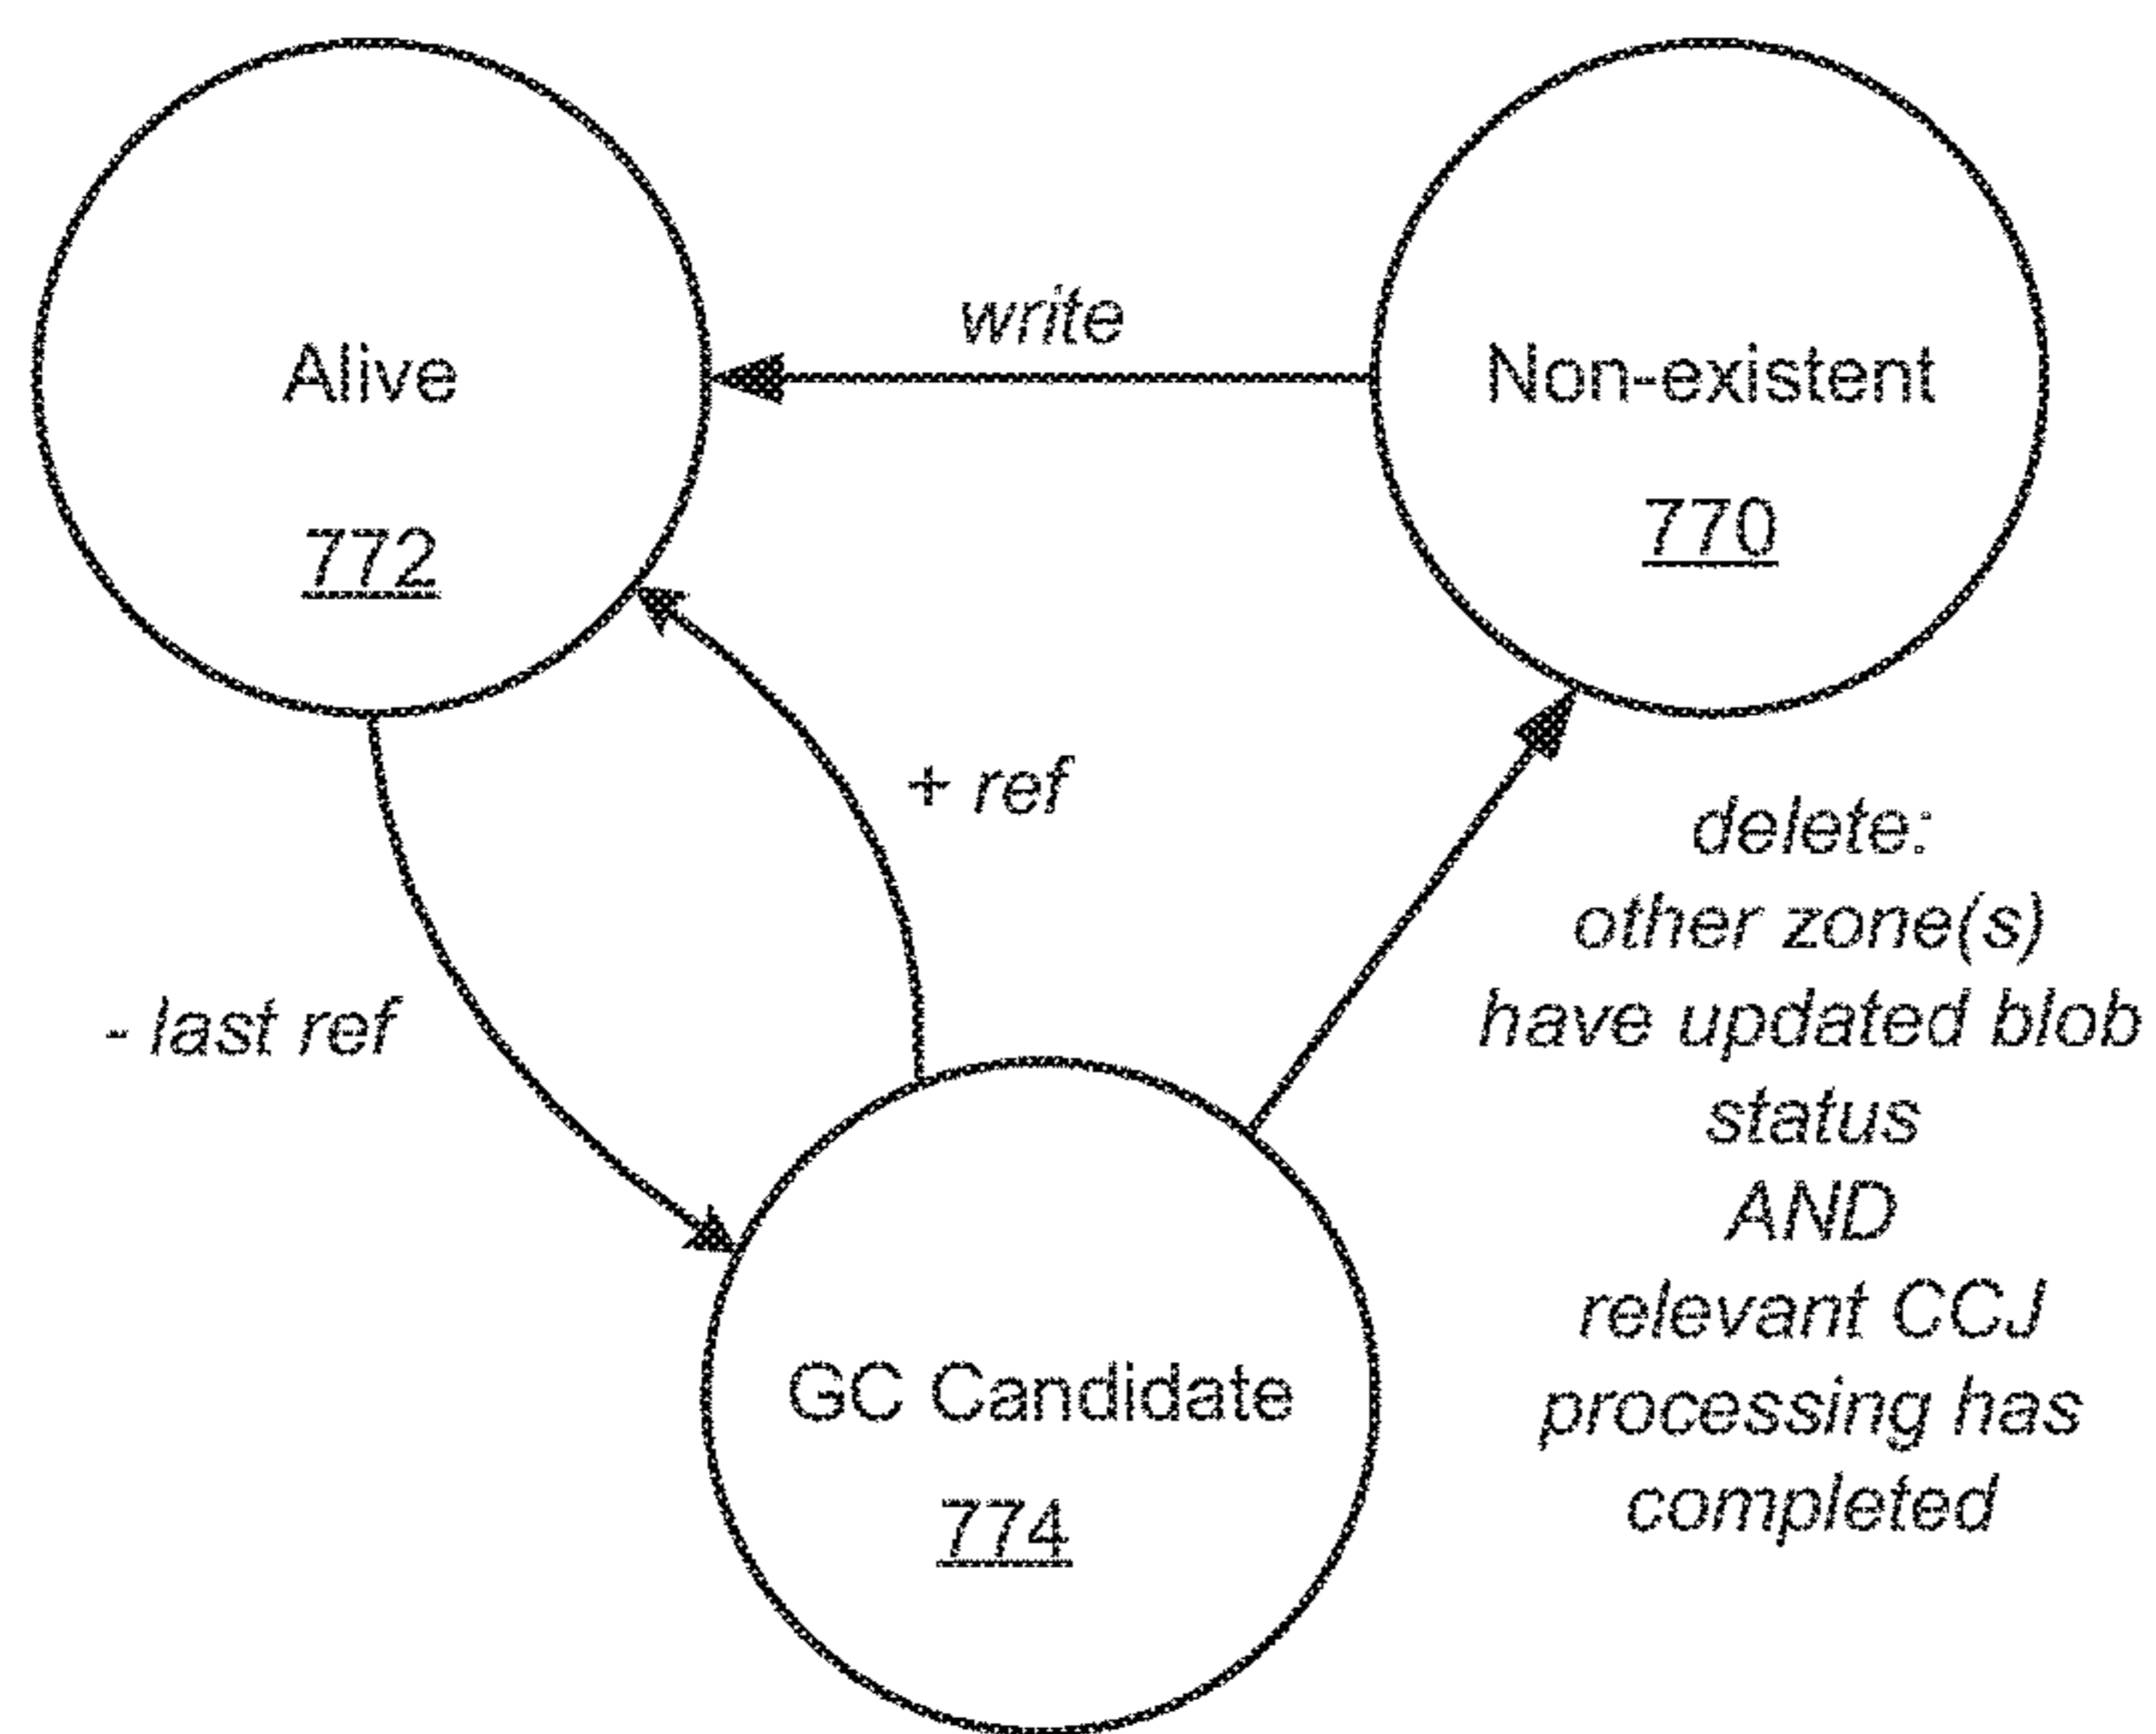 Alive
772
write
Non-existent
770
+ ref
- last ref
delete:
other zone(s)
have updated blob
status
AND
relevant CCJ
processing has
completed
GC Candidate
774